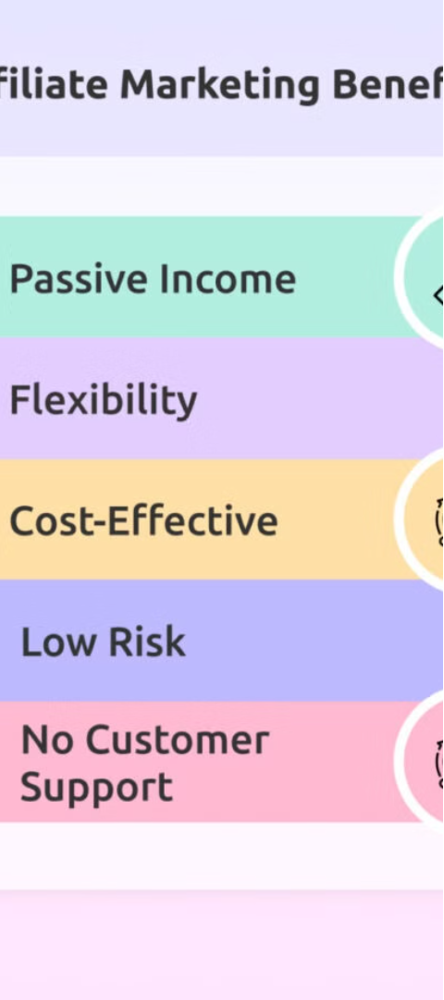 filiate Marketing Benef
Passive Income
Flexibility
Cost-Effective
Low Risk
No Customer
Support